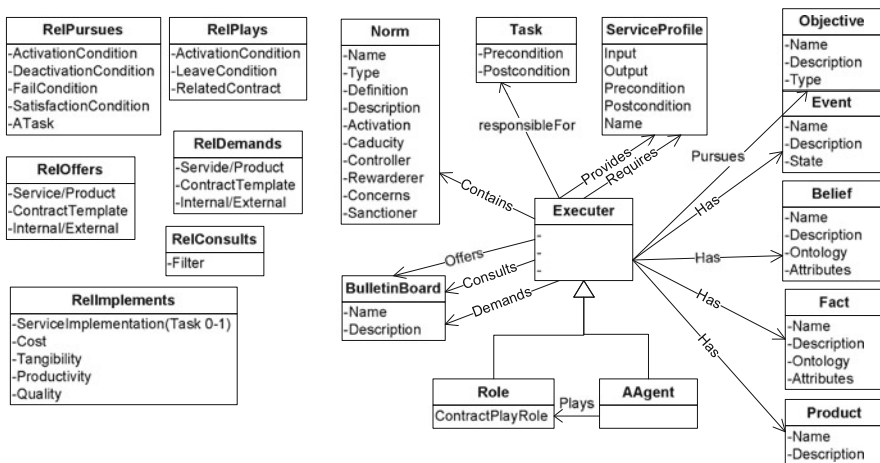 RelPursues
-ActivationCondition
-DeactivationCondition
-FailCondition
-SatisfactionCondition
-ATask
RelPlays
-ActivationCondition
-LeaveCondition
-RelatedContract
RelDemands
-Servide/Product
-ContractTemplate
-Internal/External
RelOffers
-Service/Product
-ContractTemplate
-Internal/External
RelConsults
-Filter
RelImplements
-ServiceImplementation(Task 0-1)
-Cost
-Tangibility
-Productivity
-Quality
Norm
-Name
-Type
-Definition
-Description
-Activation
-Caducity
-Controller
-Rewarderer
-Concerns
-Sanctioner
Task
-Precondition
-Postcondition
ServiceProfile
Input
Output
Precondition
Postcondition
Name
responsibleFor
Provides
Requires
Contains
Executer
-
-
-
Offers
Consults
Demands
BulletinBoard
-Name
-Description
Role
ContractPlayRole
Plays
AAgent
Pursues
Has
Has
Has
Has
Objective
-Name
-Description
-Type
Event
-Name
-Description
-State
Belief
-Name
-Description
-Ontology
-Attributes
Fact
-Name
-Description
-Ontology
-Attributes
Product
-Name
-Description